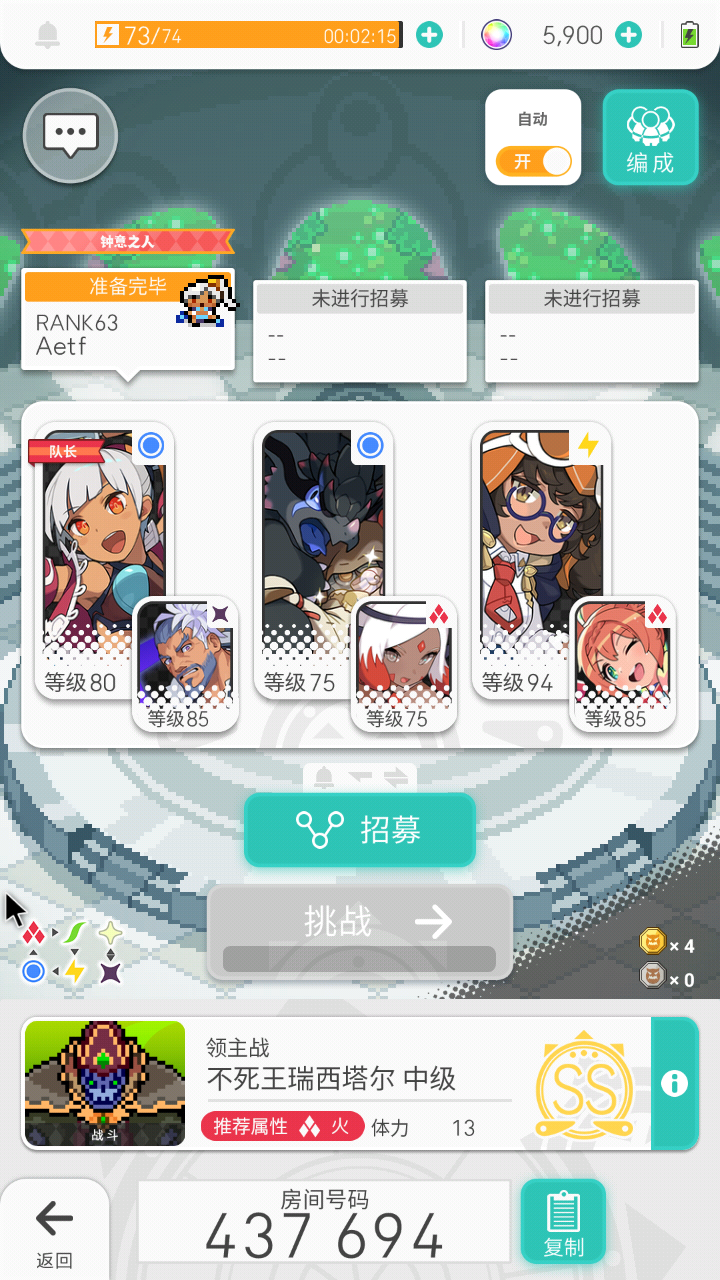 73/74
00:02:15
5,900
自动
开
编成
钟意之人
准备完毕
RANK63
Aetf
未进行招募
--
--
未进行招募
--
--
队长
等级80
等级85
等级75
等级75
等级94
等级85
招募
挑战
×4
×0
战斗
领主战
不死王瑞西塔尔 中级
推荐属性 火 体力 13
SS
返回
房间号码
437 694
复制